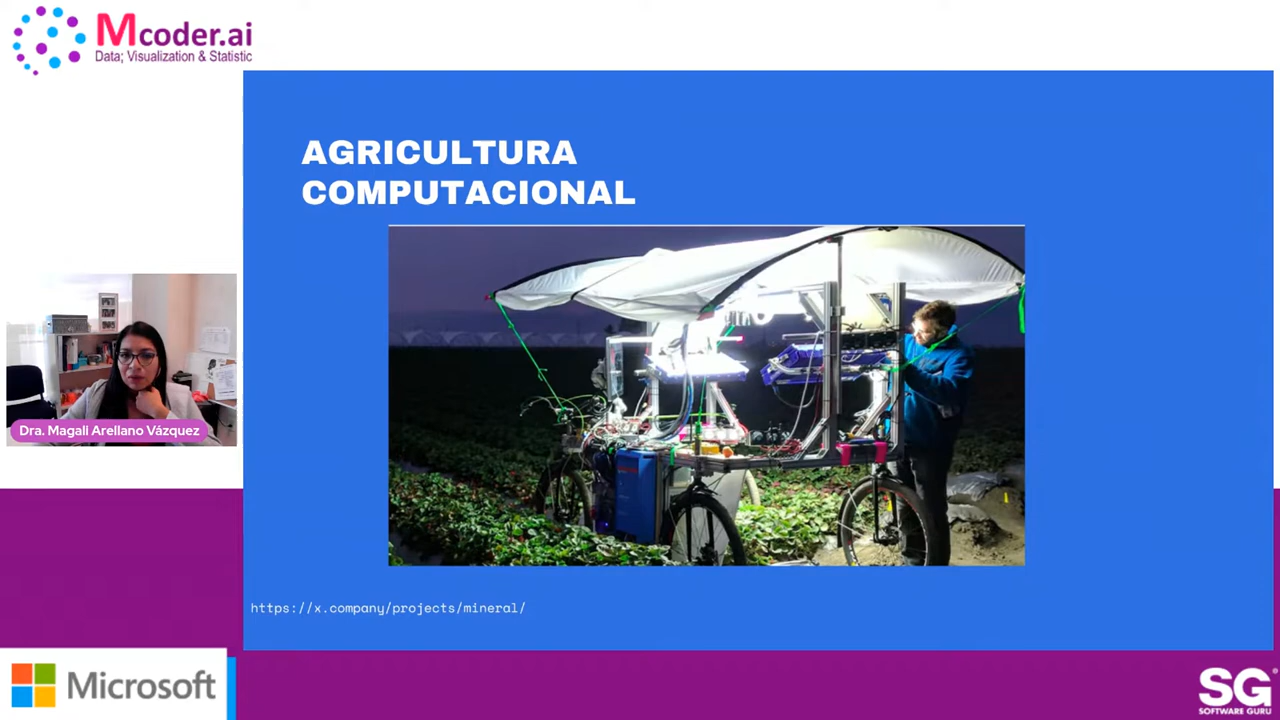 Mcoder.ai
Data; Visualization & Statistic
AGRICULTURA
COMPUTACIONAL
Dra. Magali Arellano Vázquez
https://x.company/projects/mineral/
Microsoft
SG
SOFTWARE GURU